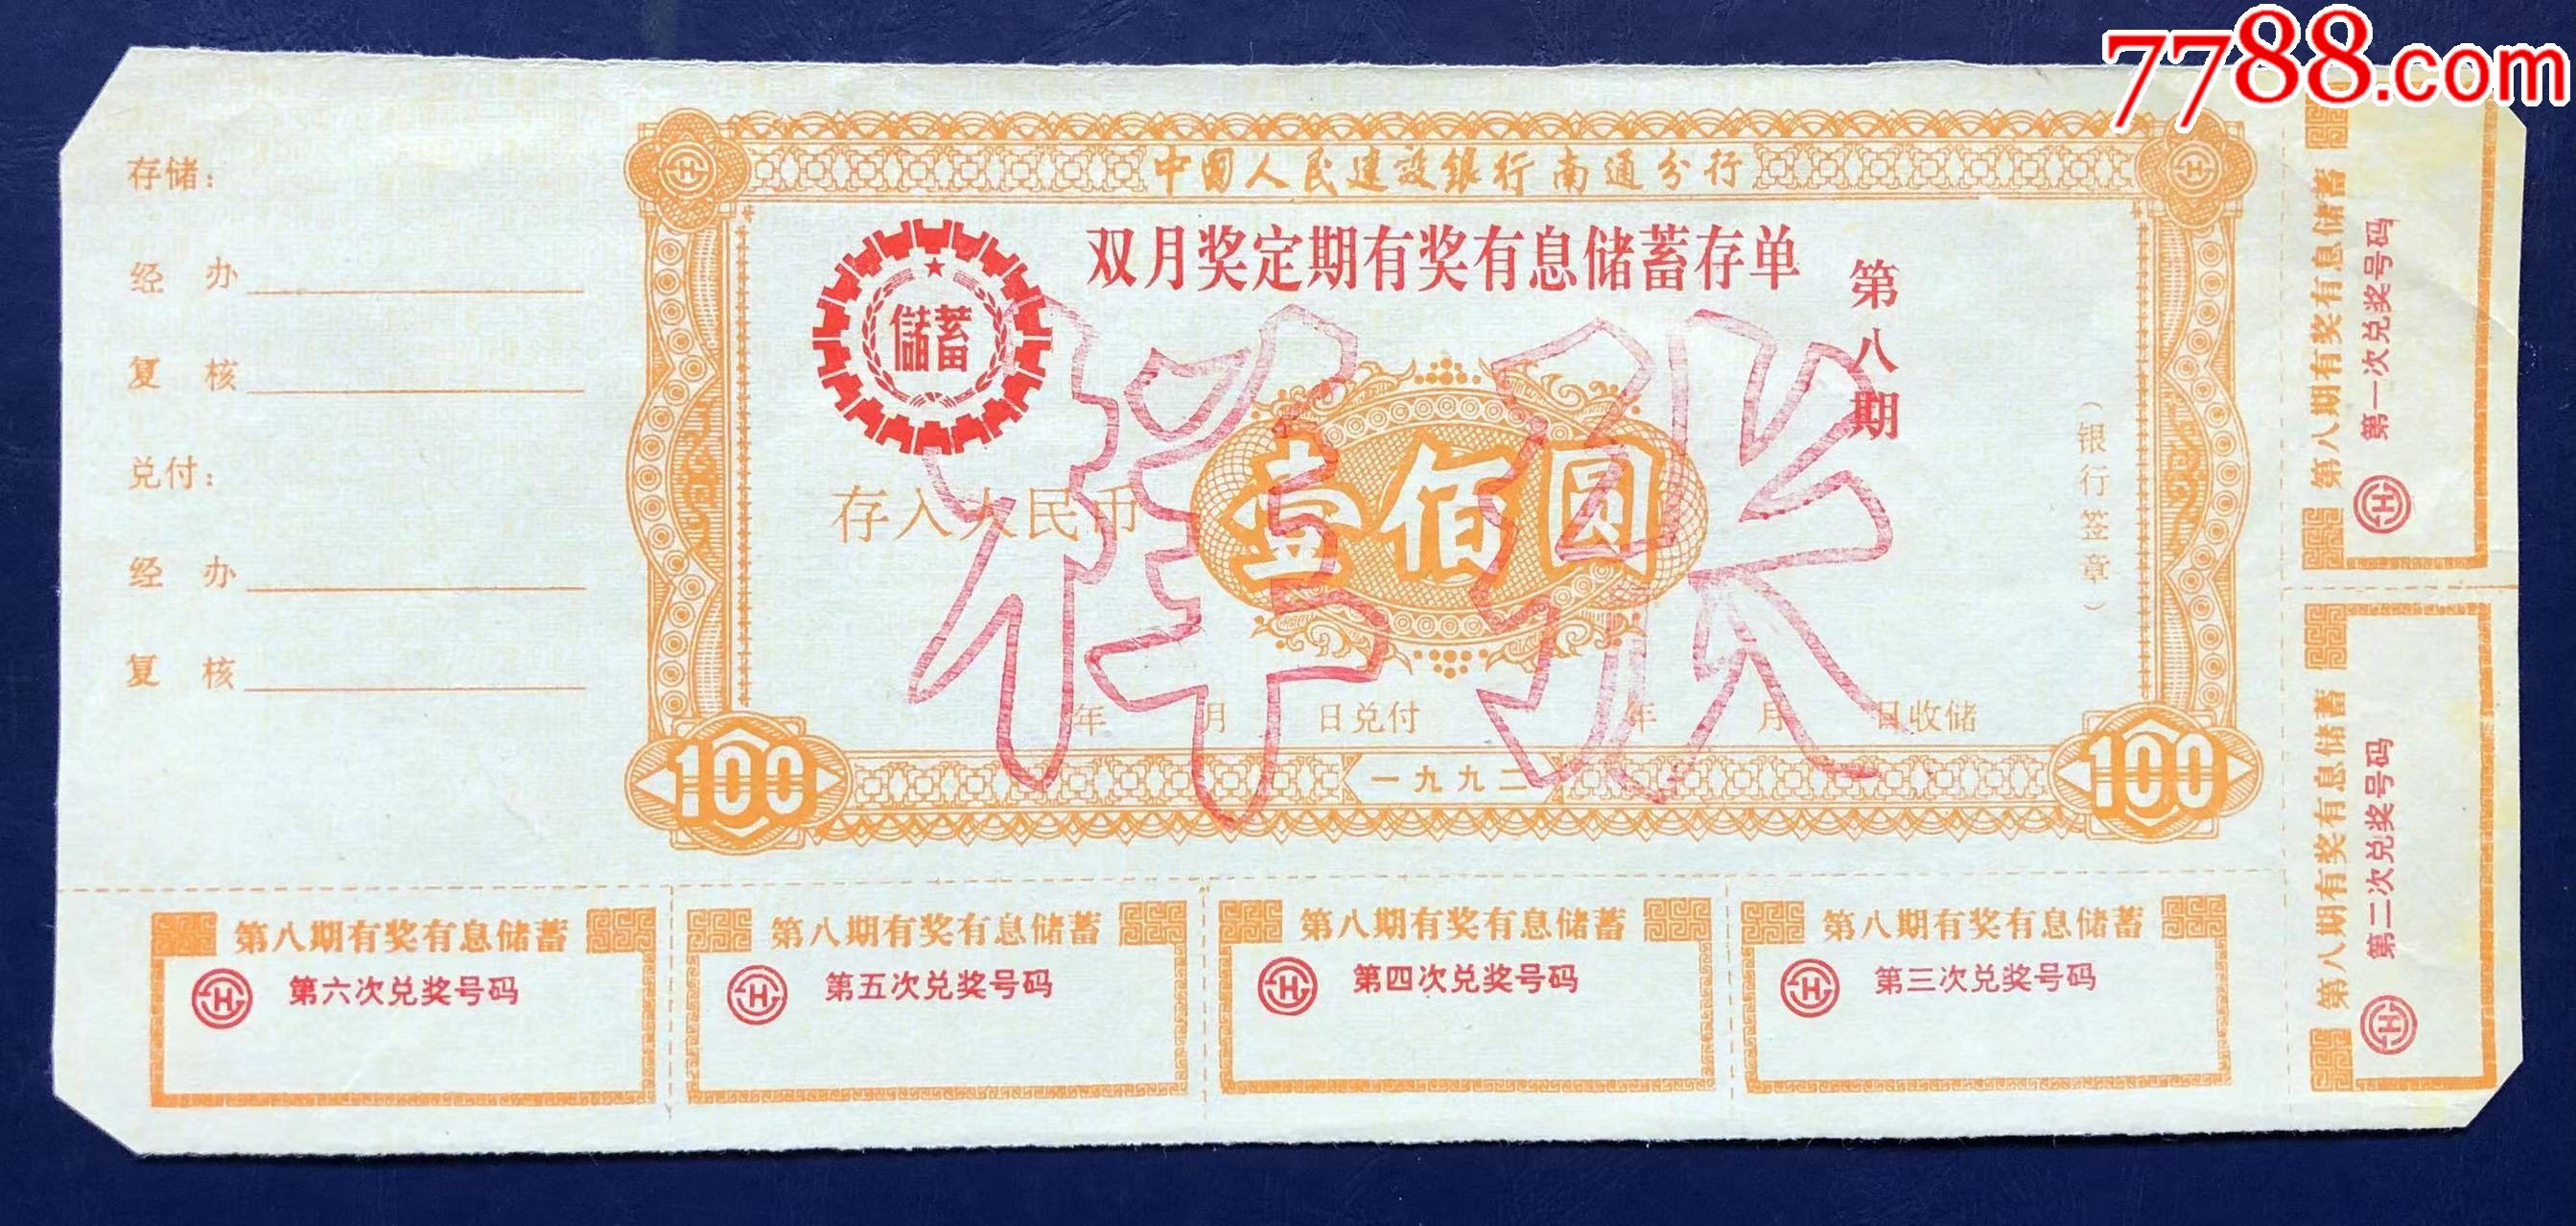 7788.com
中國人民建设銀行南通分行
双月奖定期有奖有息储蓄存单
第八期
儲蓄
存入人民币
壹佰圆
样张
（银行签章）
年 月 日兑付 年 月 日收储
100
一九九二
100
存储：
经 办
复 核
兑付：
经 办
复 核
第八期有奖有息储蓄
第一次兑奖号码
第八期有奖有息储蓄
第二次兑奖号码
第八期有奖有息储蓄
第六次兑奖号码
第八期有奖有息储蓄
第五次兑奖号码
第八期有奖有息储蓄
第四次兑奖号码
第八期有奖有息储蓄
第三次兑奖号码